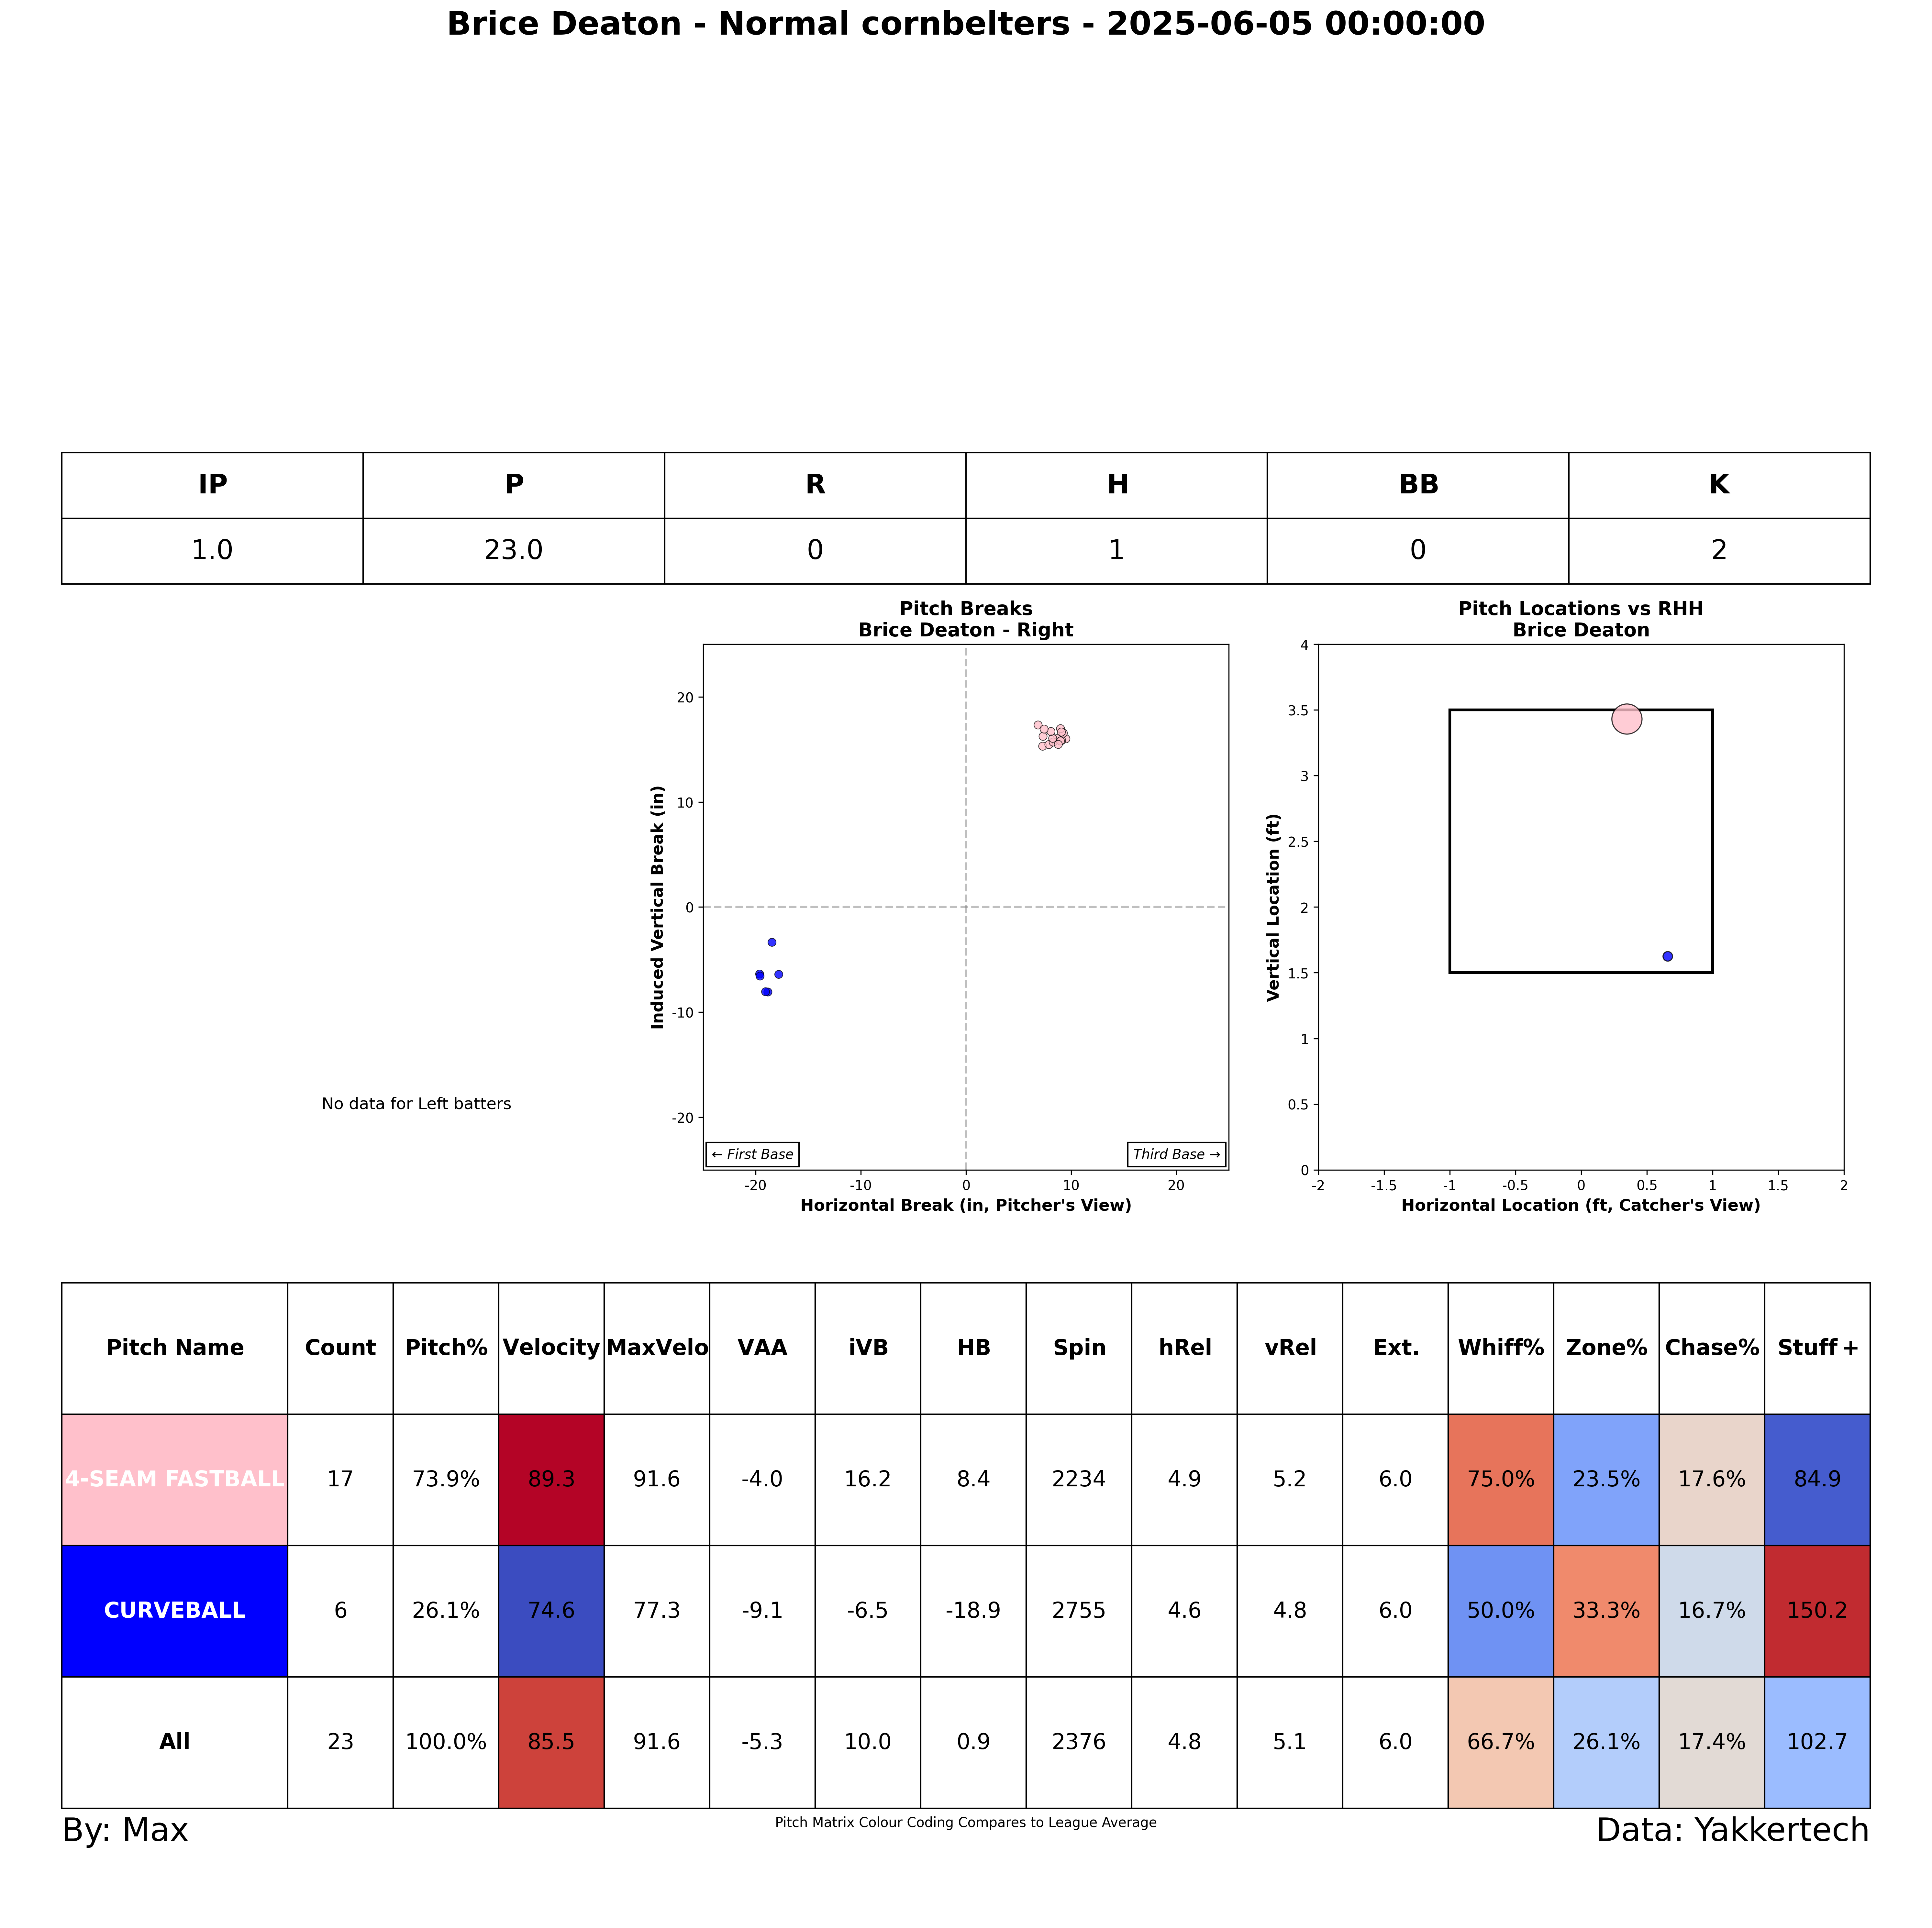 Brice Deaton - Normal cornbelters - 2025-06-05 00:00:00
IP P R H BB K
1.0 23.0 0 1 0 2
No data for Left batters
Pitch Breaks
Brice Deaton - Right
20
10
0
-10
-20
Induced Vertical Break (in)
← First Base
Third Base →
-20 -10 0 10 20
Horizontal Break (in, Pitcher's View)
Pitch Locations vs RHH
Brice Deaton
4
3.5
3
2.5
2
1.5
1
0.5
0
Vertical Location (ft)
-2 -1.5 -1 -0.5 0 0.5 1 1.5 2
Horizontal Location (ft, Catcher's View)
Pitch Name Count Pitch% Velocity MaxVelo VAA iVB HB Spin hRel vRel Ext. Whiff% Zone% Chase% Stuff+
4-SEAM FASTBALL 17 73.9% 89.3 91.6 -4.0 16.2 8.4 2234 4.9 5.2 6.0 75.0% 23.5% 17.6% 84.9
CURVEBALL 6 26.1% 74.6 77.3 -9.1 -6.5 -18.9 2755 4.6 4.8 6.0 50.0% 33.3% 16.7% 150.2
All 23 100.0% 85.5 91.6 -5.3 10.0 0.9 2376 4.8 5.1 6.0 66.7% 26.1% 17.4% 102.7
By: Max
Pitch Matrix Colour Coding Compares to League Average
Data: Yakkertech